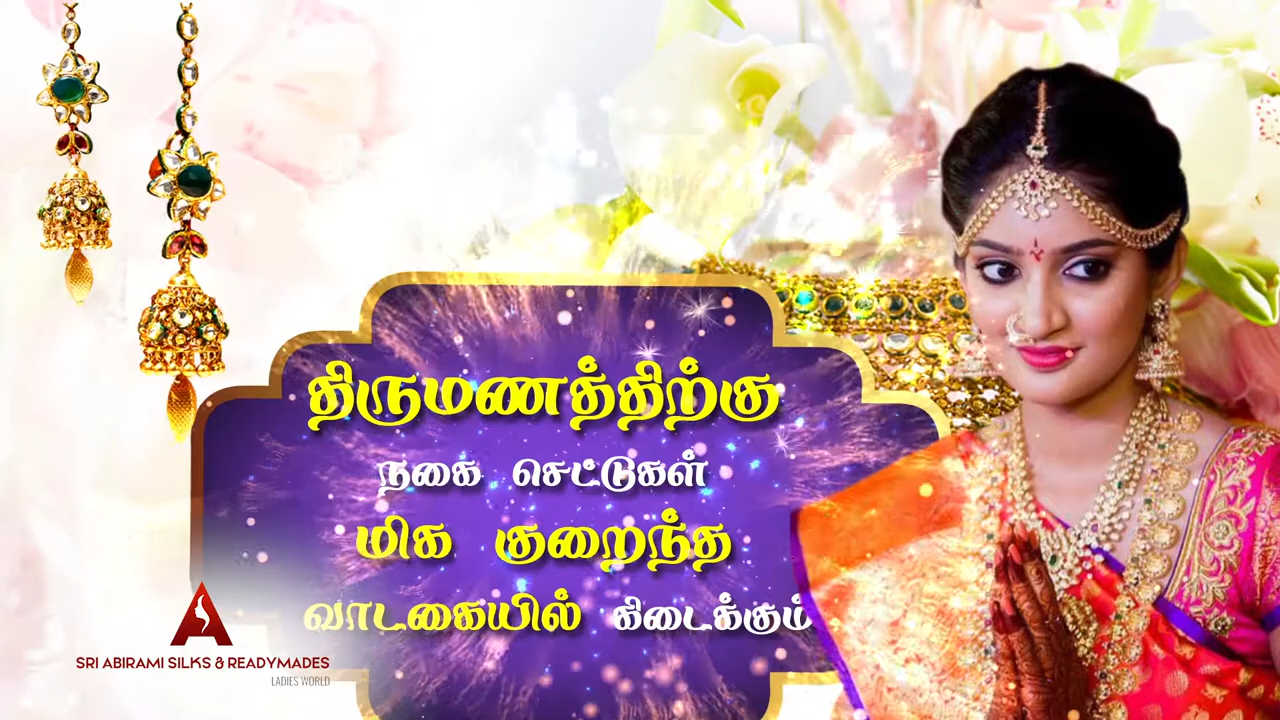 திருமணத்திற்கு
நகை செட்டுகள்
மிக குறைந்த
வாடகையில் கிடைக்கும்
SRI ABIRAMI SILKS & READYMADES
LADIES WORLD